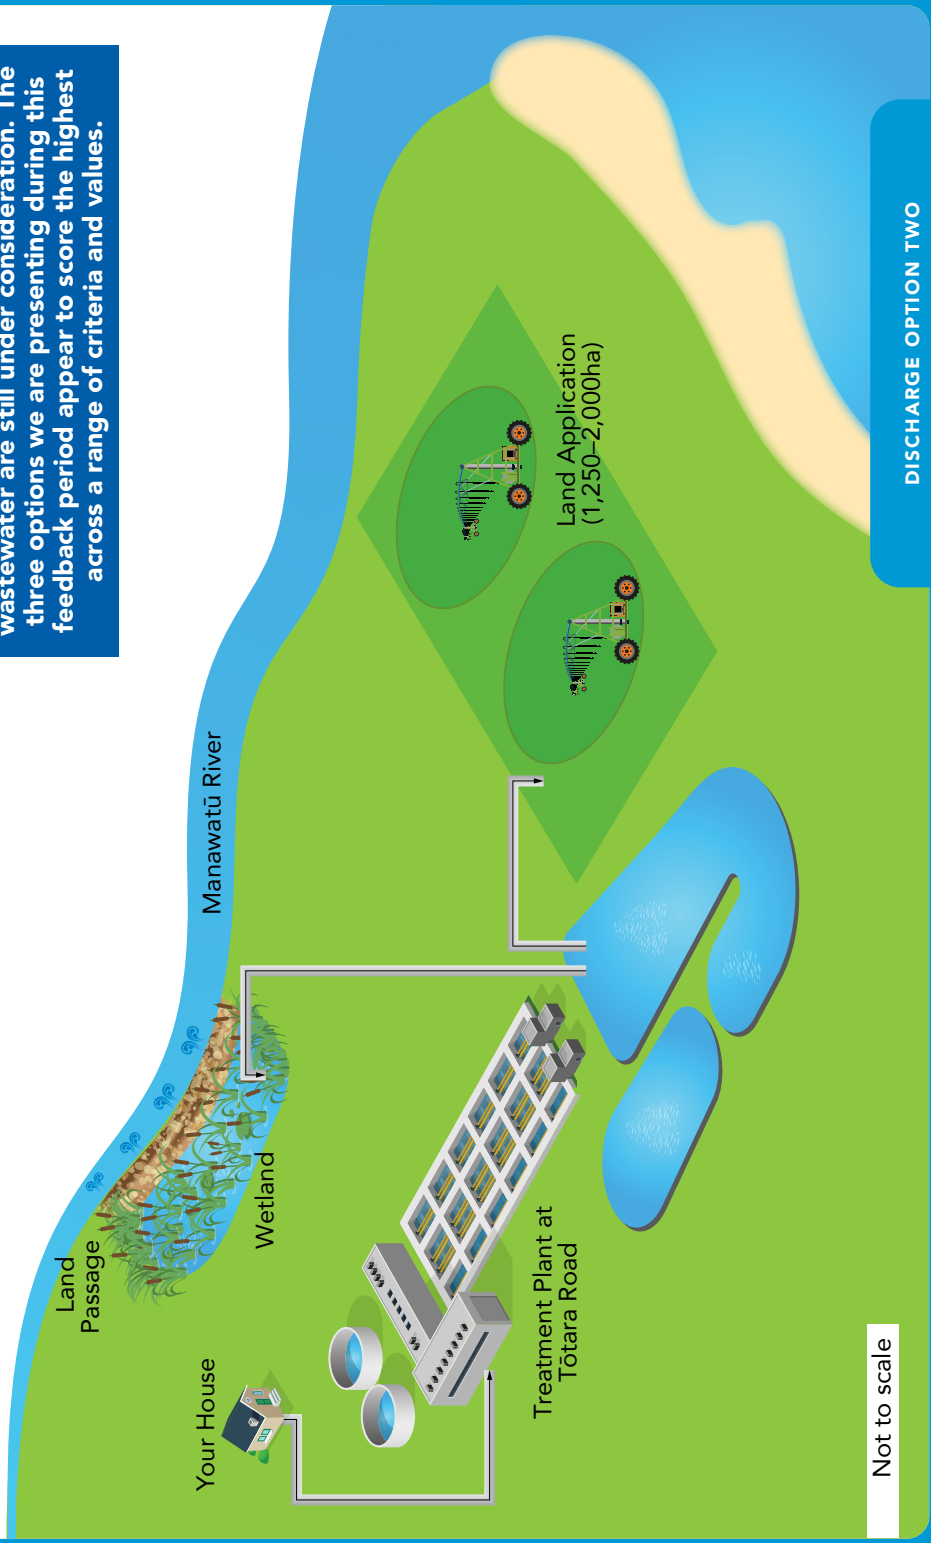 wastewater are still under consideration. The
three options we are presenting during this
feedback period appear to score the highest
across a range of criteria and values.
DISCHARGE OPTION TWO
Land
Passage
Your House
Wetland
Manawatū River
Treatment Plant at
Tōtara Road
Land Application
(1,250–2,000ha)
Not to scale